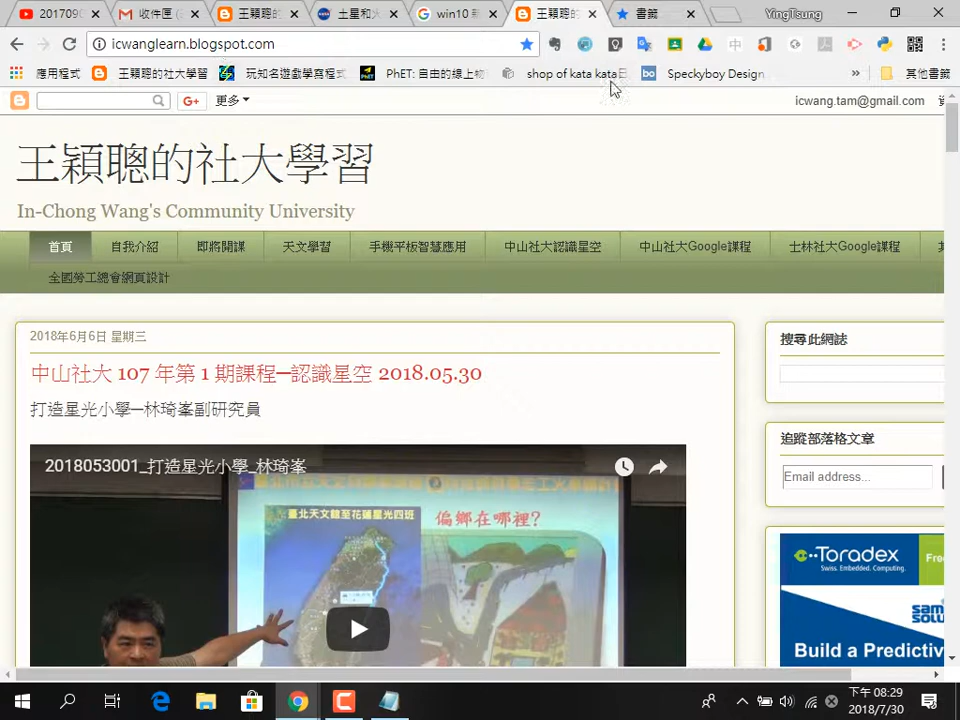 2017090
收件匣 (
王穎聰的
土星和火
win10 新
王穎聰的
書籤
YingTsung
icwanglearn.blogspot.com
應用程式
王穎聰的社大學習
玩知名遊戲學寫程式
PhET: 自由的線上物
shop of kata kata日
Speckyboy Design
»
其他書籤
G+
更多
icwang.tam@gmail.com
王穎聰的社大學習
In-Chong Wang's Community University
首頁
自我介紹
即將開課
天文學習
手機平板智慧應用
中山社大認識星空
中山社大Google課程
士林社大Google課程
全國勞工總會網頁設計
2018年6月6日 星期三
中山社大 107 年第 1 期課程─認識星空 2018.05.30
打造星光小學─林琦峯副研究員
搜尋此網誌
追蹤部落格文章
Email address...
2018053001_打造星光小學_林琦峯
臺北天文館至花蓮星光四班
偏鄉在哪裡?
Toradex
Swiss. Embedded. Computing.
Free
Build a Predictiv
下午 08:29
2018/7/30